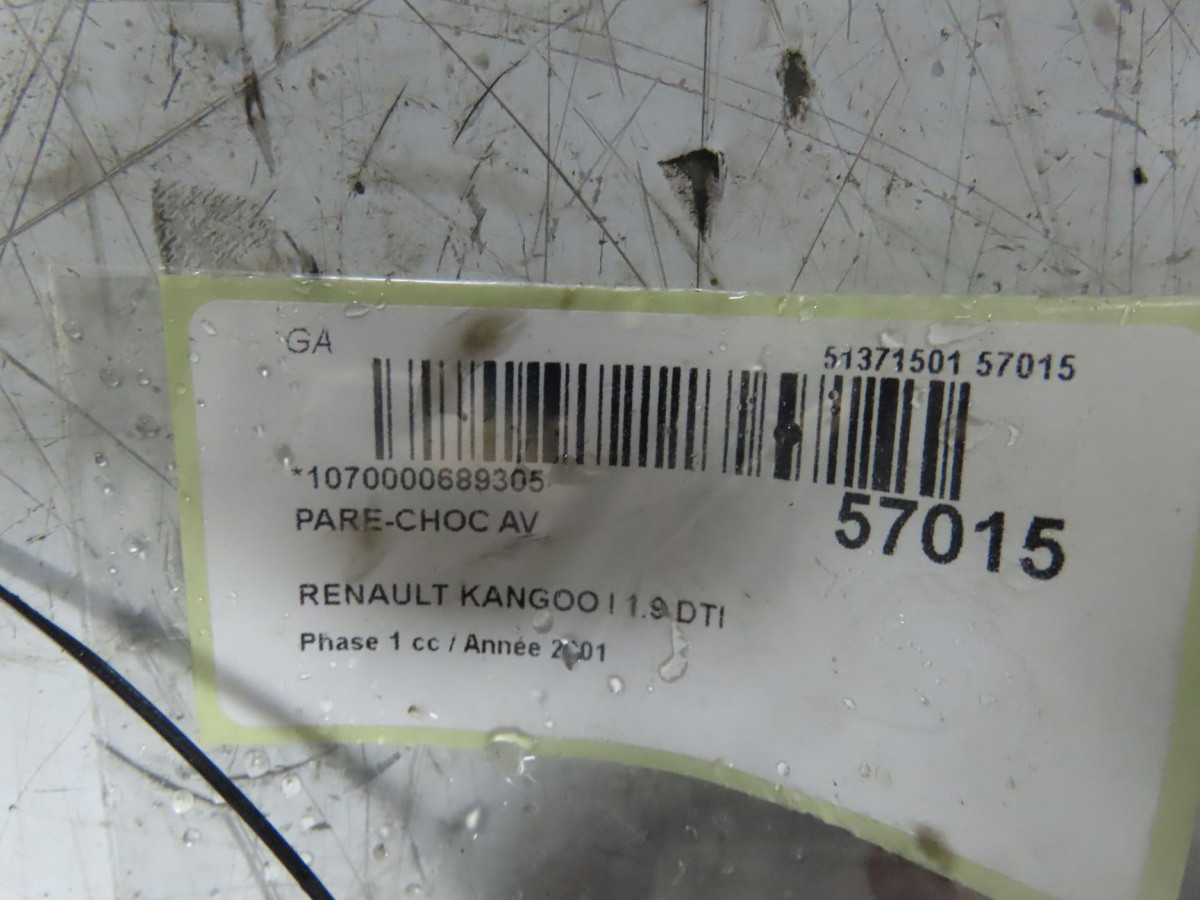 GA
51371501 57015
*1070000689305
PARE-CHOC AV
57015
RENAULT KANGOO I 1.9 DTI
Phase 1 cc / Année 2001